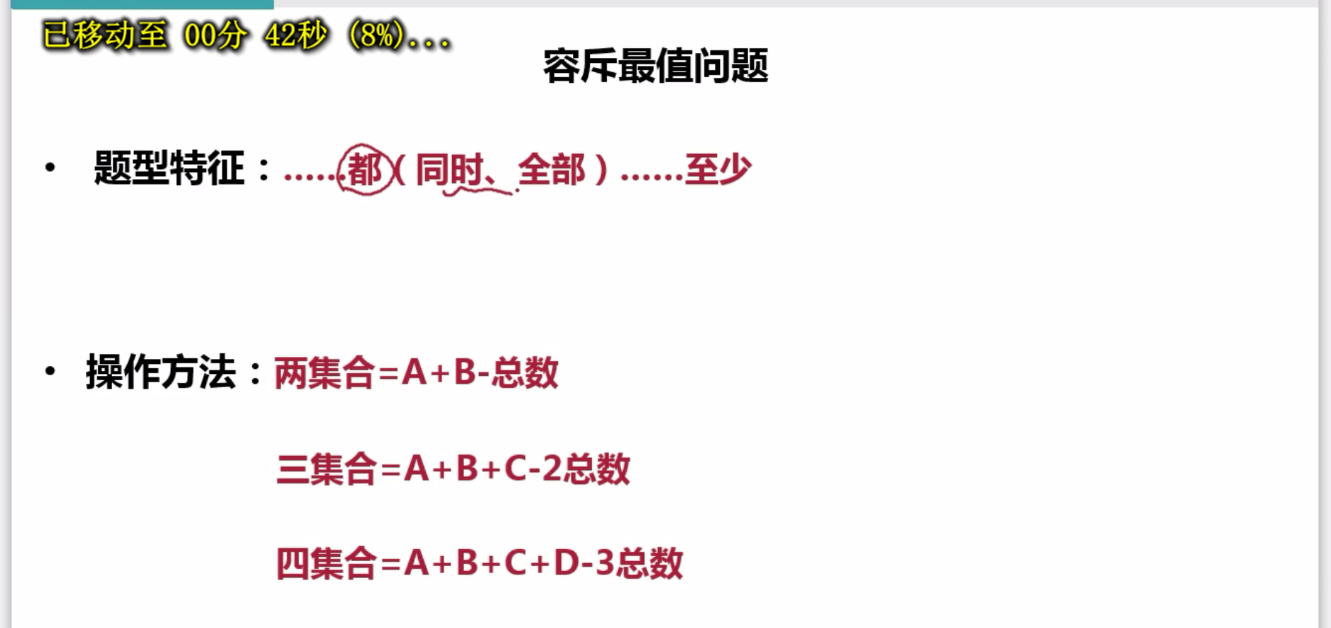 已移动至 00分 42秒 (8%)...
容斥最值问题
• 题型特征：......都（同时、全部）......至少
• 操作方法：两集合=A+B-总数
三集合=A+B+C-2总数
四集合=A+B+C+D-3总数